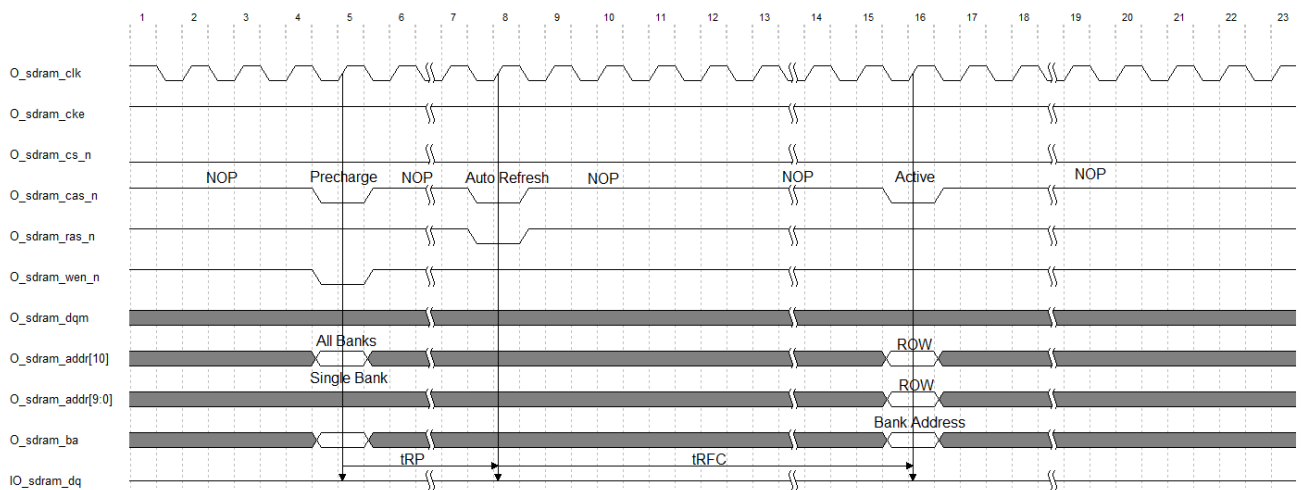 1 2 3 4 5 6 7 8 9 10 11 12 13 14 15 16 17 18 19 20 21 22 23
O_sdram_clk
O_sdram_cke
O_sdram_cs_n
NOP Precharge NOP Auto Refresh NOP NOP Active NOP
O_sdram_cas_n
O_sdram_ras_n
O_sdram_wen_n
O_sdram_dqm
All Banks
O_sdram_addr[10] ROW
Single Bank
O_sdram_addr[9:0] ROW
Bank Address
O_sdram_ba
tRP tRFC
IO_sdram_dq